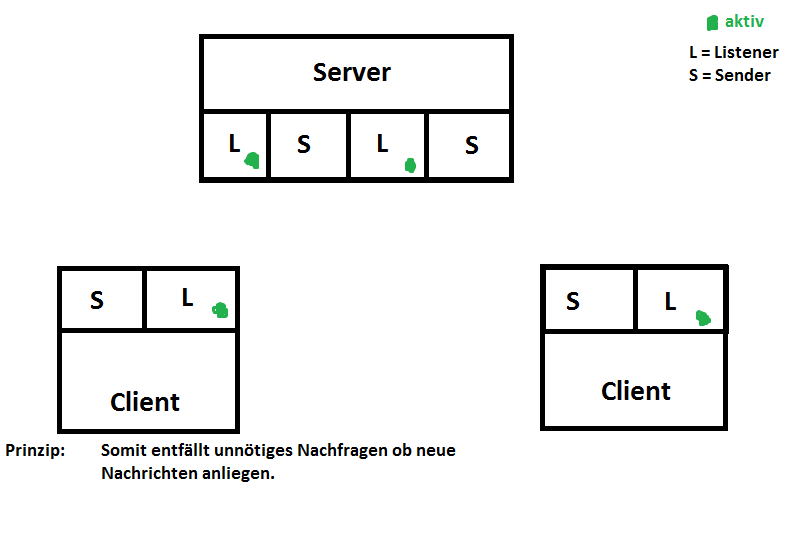 aktiv
L = Listener
S = Sender
Server
L S L S
S L
S L
Client
Client
Prinzip: Somit entfällt unnötiges Nachfragen ob neue
Nachrichten anliegen.